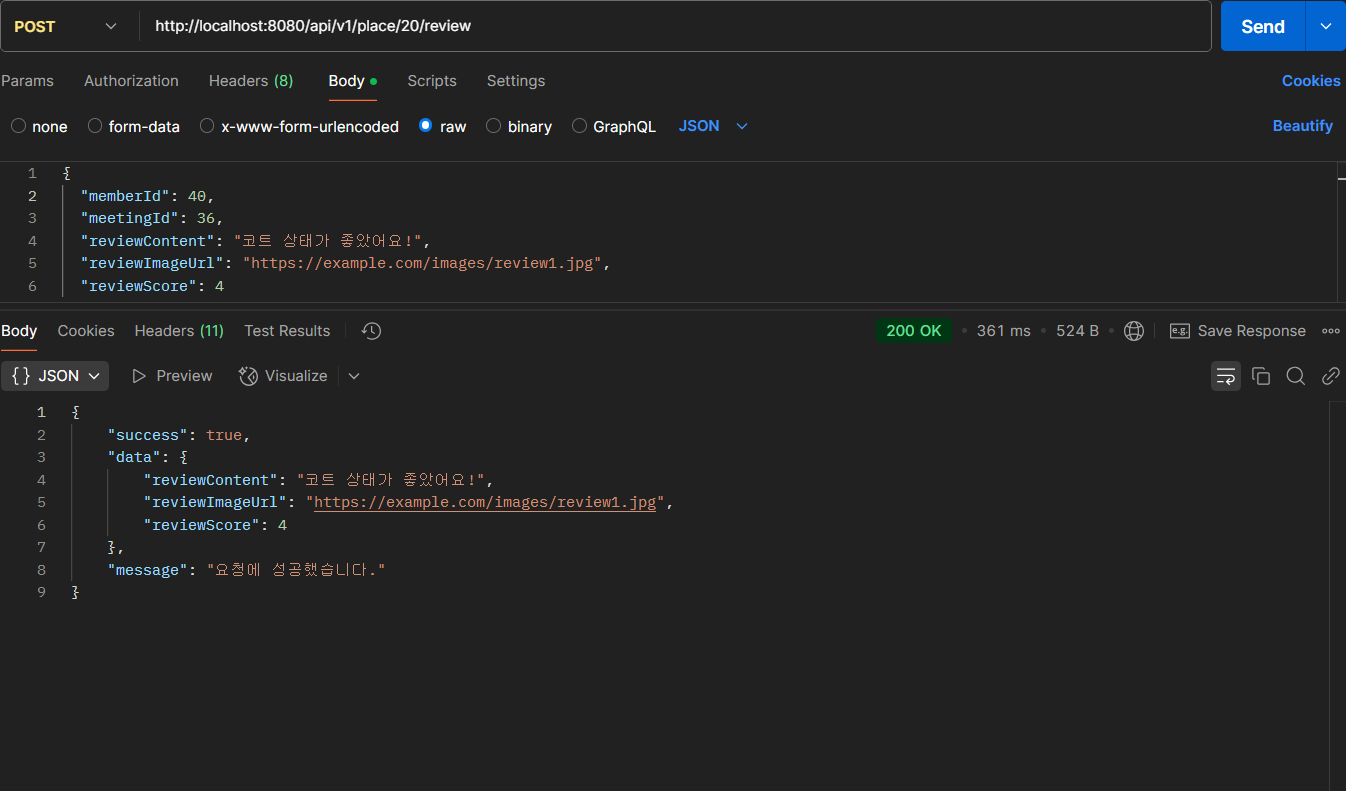 POST http://localhost:8080/api/v1/place/20/review Send
Params Authorization Headers (8) Body Scripts Settings Cookies
none form-data x-www-form-urlencoded raw binary GraphQL JSON Beautify
1 {
2 "memberId": 40,
3 "meetingId": 36,
4 "reviewContent": "코트 상태가 좋았어요!",
5 "reviewImageUrl": "https://example.com/images/review1.jpg",
6 "reviewScore": 4
Body Cookies Headers (11) Test Results 200 OK • 361 ms • 524 B • e.g. Save Response
{} JSON Preview Visualize
1 {
2 "success": true,
3 "data": {
4 "reviewContent": "코트 상태가 좋았어요!",
5 "reviewImageUrl": "https://example.com/images/review1.jpg",
6 "reviewScore": 4
7 },
8 "message": "요청에 성공했습니다."
9 }